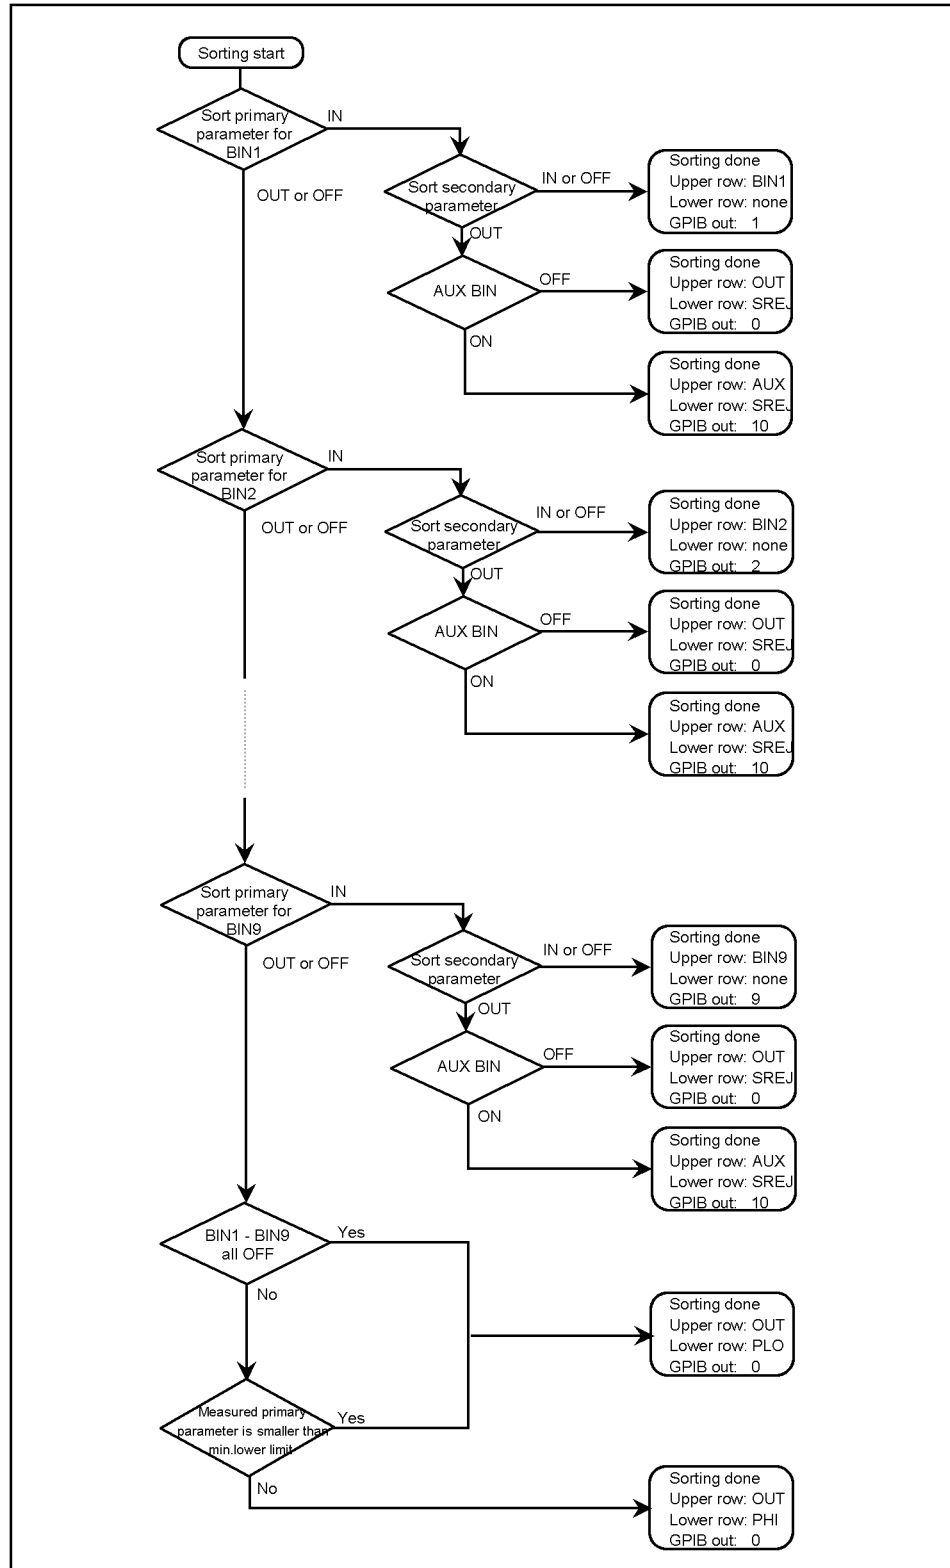 Sorting start
Sort primary
parameter for
BIN1
IN
OUT or OFF
Sort secondary
parameter
IN or OFF
OUT
Sorting done
Upper row: BIN1
Lower row: none
GPIB out: 1
AUX BIN
OFF
ON
Sorting done
Upper row: OUT
Lower row: SREJ
GPIB out: 0
Sorting done
Upper row: AUX
Lower row: SREJ
GPIB out: 10
Sort primary
parameter for
BIN2
IN
OUT or OFF
Sort secondary
parameter
IN or OFF
OUT
Sorting done
Upper row: BIN2
Lower row: none
GPIB out: 2
AUX BIN
OFF
ON
Sorting done
Upper row: OUT
Lower row: SREJ
GPIB out: 0
Sorting done
Upper row: AUX
Lower row: SREJ
GPIB out: 10
Sort primary
parameter for
BIN9
IN
OUT or OFF
Sort secondary
parameter
IN or OFF
OUT
Sorting done
Upper row: BIN9
Lower row: none
GPIB out: 9
AUX BIN
OFF
ON
Sorting done
Upper row: OUT
Lower row: SREJ
GPIB out: 0
Sorting done
Upper row: AUX
Lower row: SREJ
GPIB out: 10
BIN1 - BIN9
all OFF
Yes
No
Sorting done
Upper row: OUT
Lower row: PLO
GPIB out: 0
Measured primary
parameter is smaller than
min.lower limit
Yes
No
Sorting done
Upper row: OUT
Lower row: PHI
GPIB out: 0